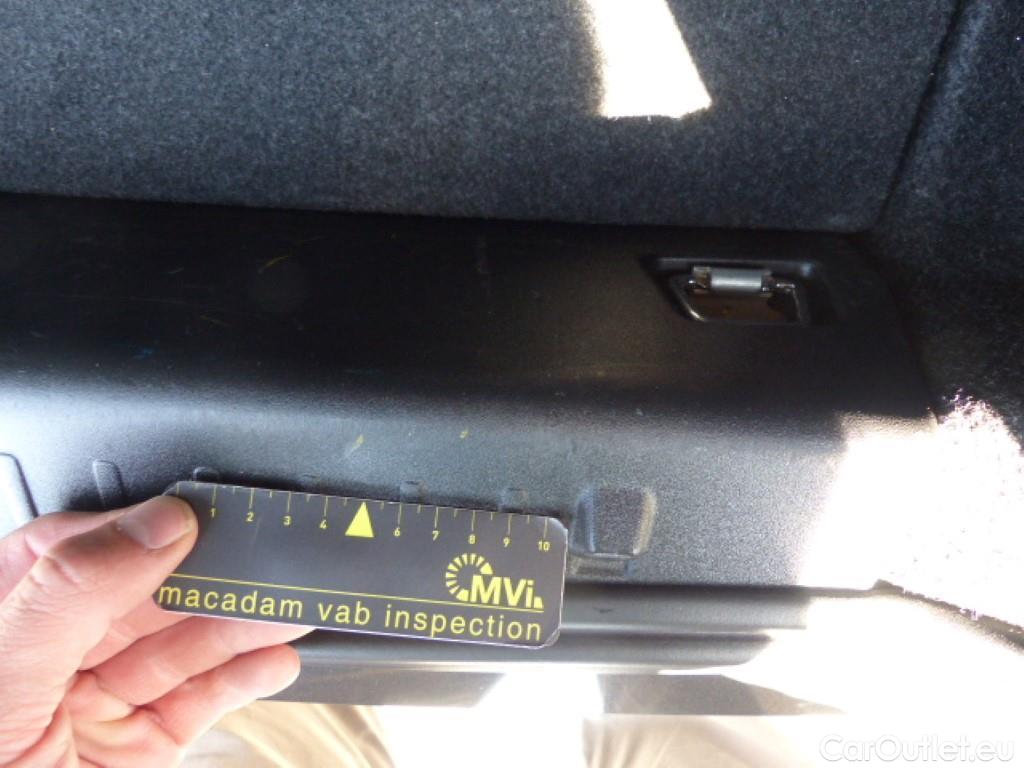 1 2 3 4 6 7 8 9 10
MVi.
macadam vab inspection
CarOutlet.eu